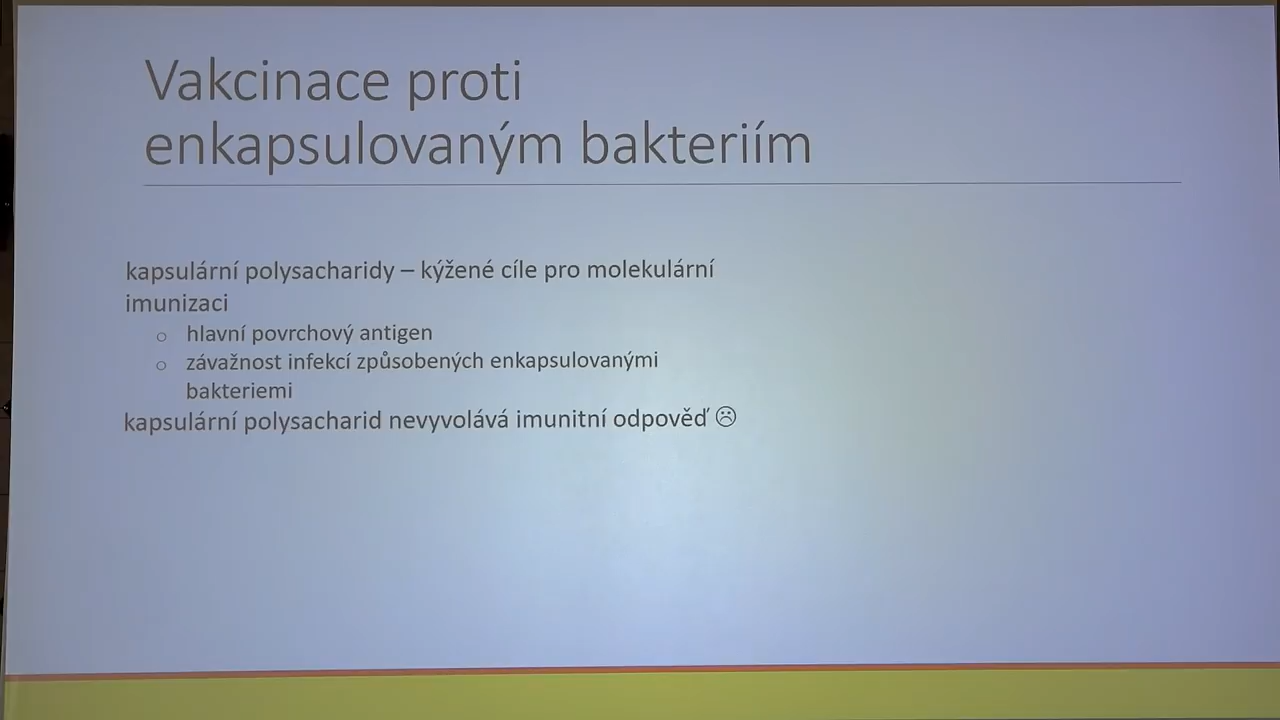 Vakcinace proti
enkapsulovaným bakteriím
kapsulární polysacharidy – kýžené cíle pro molekulární
imunizaci
○ hlavní povrchový antigen
○ závažnost infekcí způsobených enkapsulovanými
bakteriemi
kapsulární polysacharid nevyvolává imunitní odpověď ☹